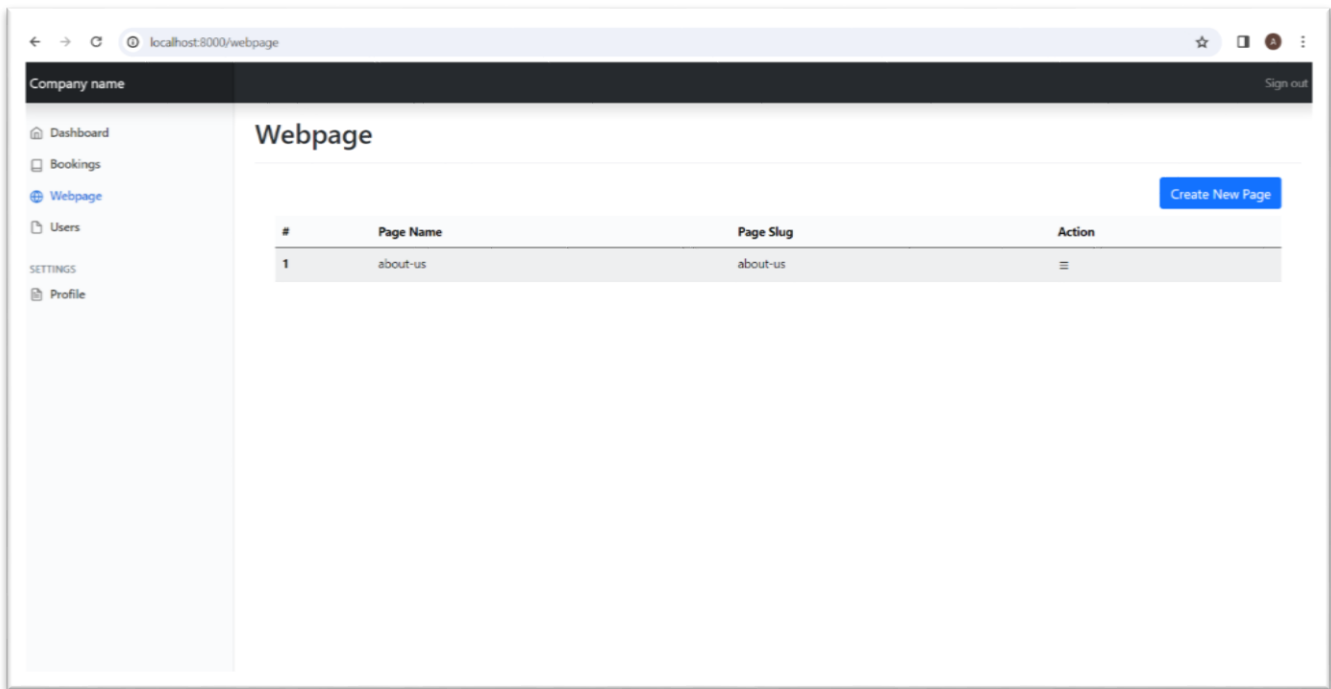 localhost:8000/webpage
A
Company name
Sign out
Dashboard
Bookings
Webpage
Users
SETTINGS
Profile
Webpage
Create New Page
# Page Name Page Slug Action
1 about-us about-us